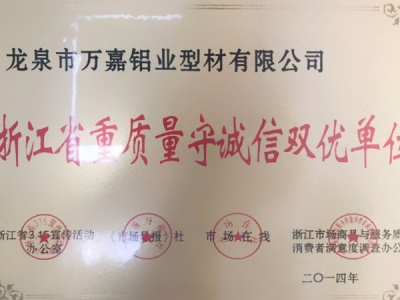 龙泉市万嘉铝业型材有限公司
浙江省重质量守诚信双优单位
浙江省3.15宣传活动 《市场导报》社 市场在线 浙江市场商品与服务质
办公室 消费者满意度调查办公
二〇一四年